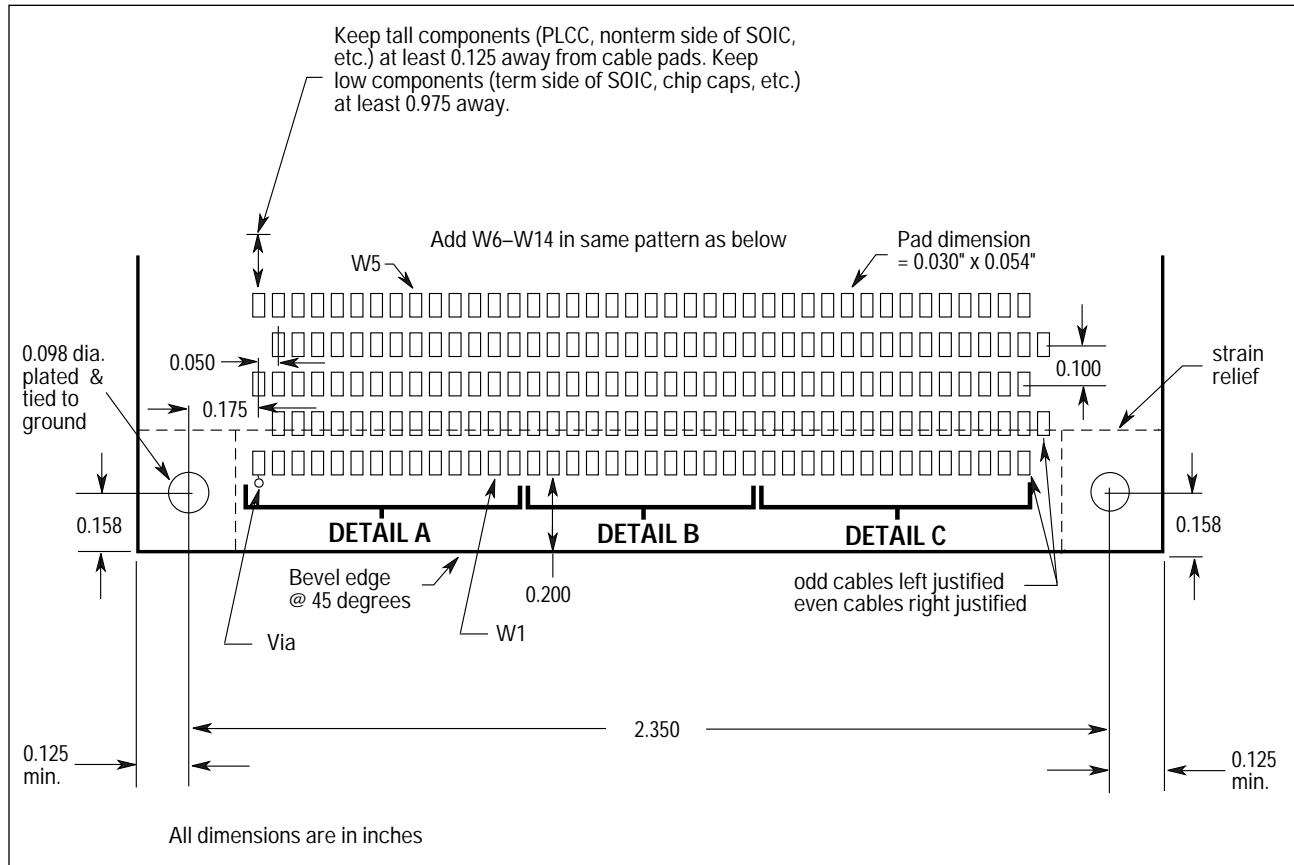 Keep tall components (PLCC, nonterm side of SOIC,
etc.) at least 0.125 away from cable pads. Keep
low components (term side of SOIC, chip caps, etc.)
at least 0.975 away.
Add W6–W14 in same pattern as below
W5
Pad dimension
= 0.030" x 0.054"
0.098 dia.
plated &
tied to
ground
0.050
0.175
0.100
strain
relief
0.158
DETAIL A
DETAIL B
DETAIL C
0.158
Bevel edge
@ 45 degrees
0.200
odd cables left justified
even cables right justified
Via
W1
2.350
0.125
min.
0.125
min.
All dimensions are in inches